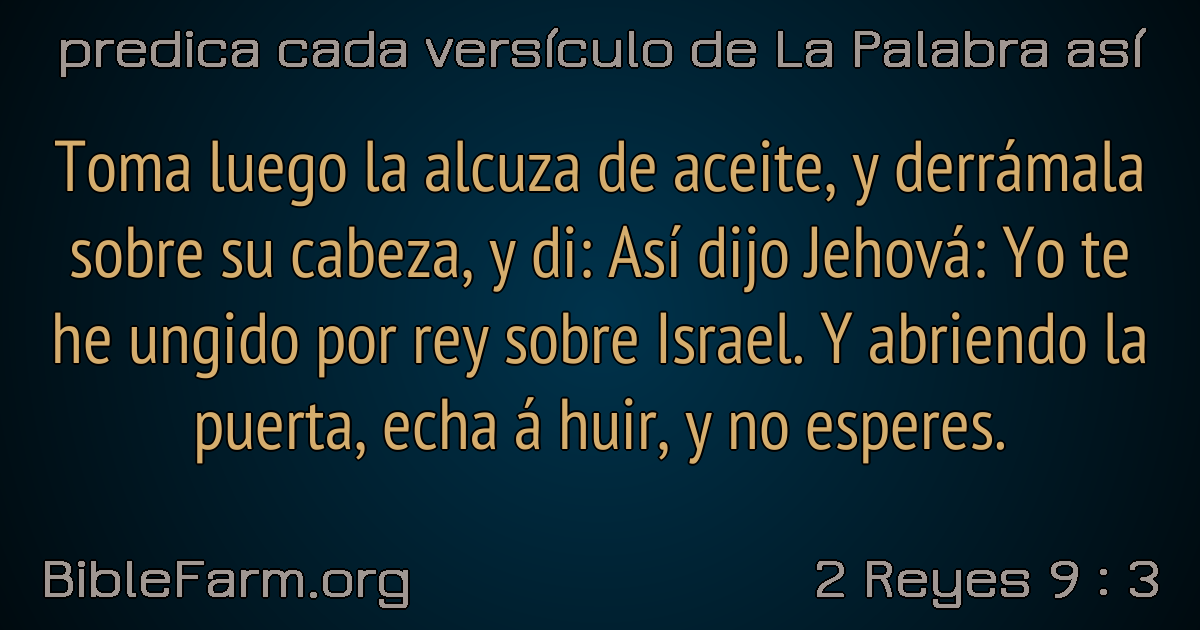 predica cada versículo de La Palabra así
Toma luego la alcuza de aceite, y derrámala
sobre su cabeza, y di: Así dijo Jehová: Yo te
he ungido por rey sobre Israel. Y abriendo la
puerta, echa á huir, y no esperes.
BibleFarm.org
2 Reyes 9 : 3